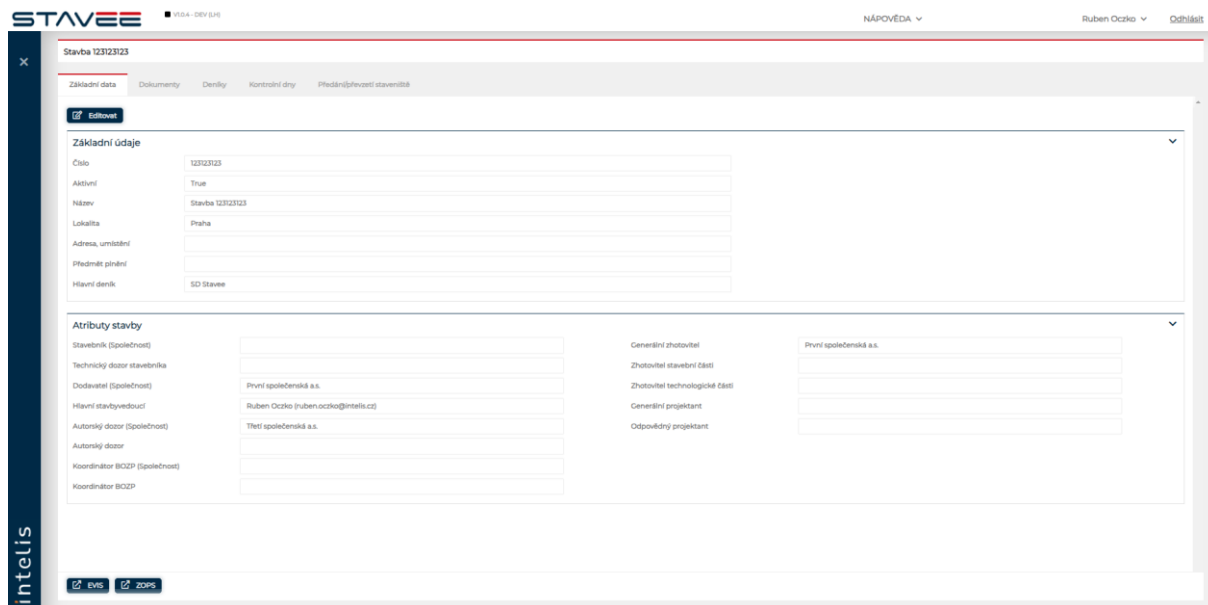 STAVEE V1.0.4 - DEV (LH) NÁPOVĚDA Ruben Oczko Odhlásit
Stavba 123123123
Základní data Dokumenty Deníky Kontrolní dny Předání/převzetí staveniště
Editovat
Základní údaje
Číslo 123123123
Aktivní True
Název Stavba 123123123
Lokalita Praha
Adresa, umístění
Předmět plnění
Hlavní deník SD Stavee
Atributy stavby
Stavebník (Společnost) Generální zhotovitel První společenská a.s.
Technický dozor stavebníka Zhotovitel stavební části
Dodavatel (Společnost) První společenská a.s. Zhotovitel technologické části
Hlavní stavbyvedoucí Ruben Oczko (ruben.oczko@intelis.cz) Generální projektant
Autorský dozor (Společnost) Třetí společenská a.s. Odpovědný projektant
Autorský dozor
Koordinátor BOZP (Společnost)
Koordinátor BOZP
intelis
EVIS ZOPS